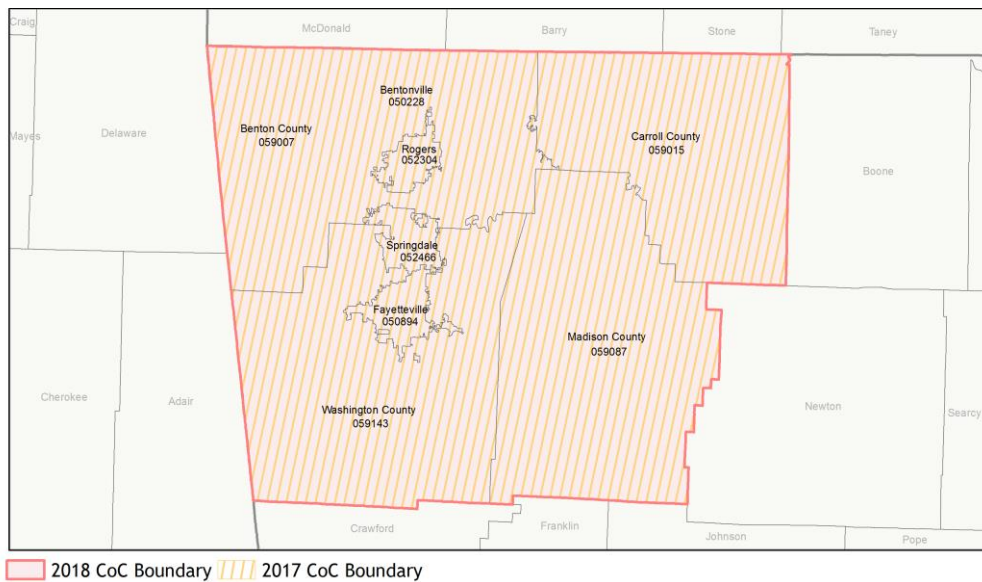 Craig
McDonald
Barry
Stone
Taney
Mayes
Delaware
Bentonville
050228
Benton County
059007
Rogers
052304
Carroll County
059015
Boone
Springdale
052466
Fayetteville
050894
Madison County
059087
Cherokee
Adair
Washington County
059143
Newton
Searcy
Crawford
Franklin
Johnson
Pope
2018 CoC Boundary 2017 CoC Boundary